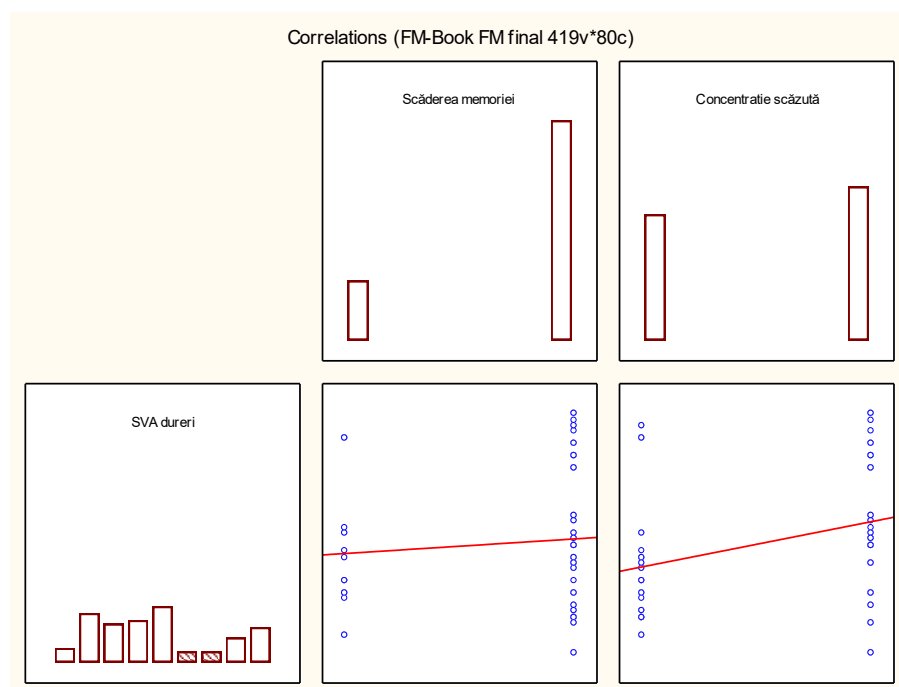 Correlations (FM-Book FM final 419v*80c)
Scăderea memoriei
Concentratie scăzută
SVA dureri